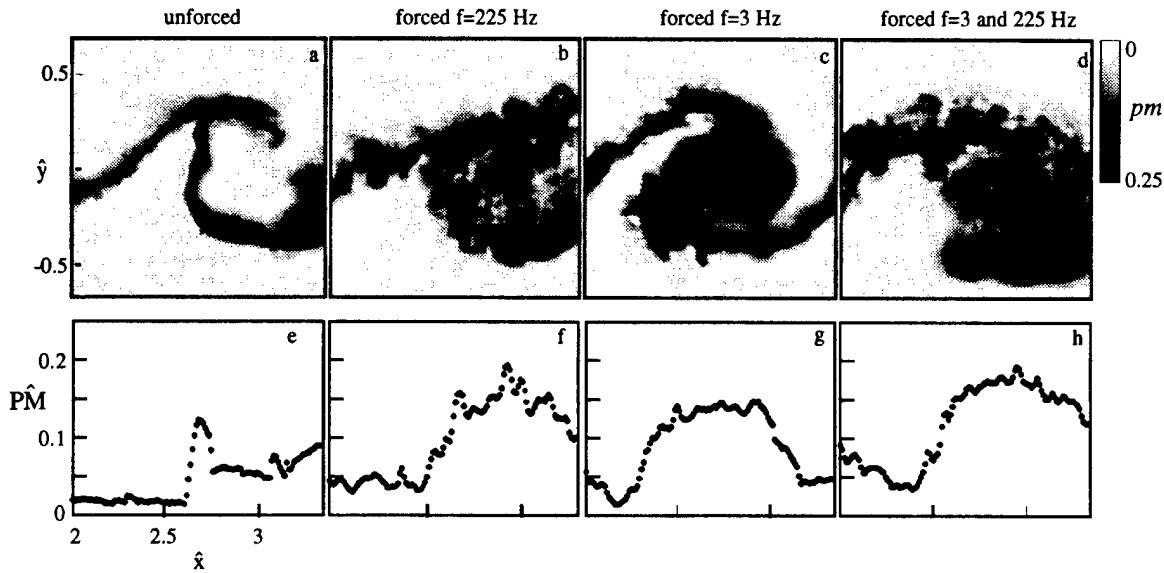 unforced forced f=225 Hz forced f=3 Hz forced f=3 and 225 Hz
a b c d
0.5
ŷ 0
-0.5
0
pm
0.25
e f g h
0.2
PM̂ 0.1
0
2 2.5 3
x̂